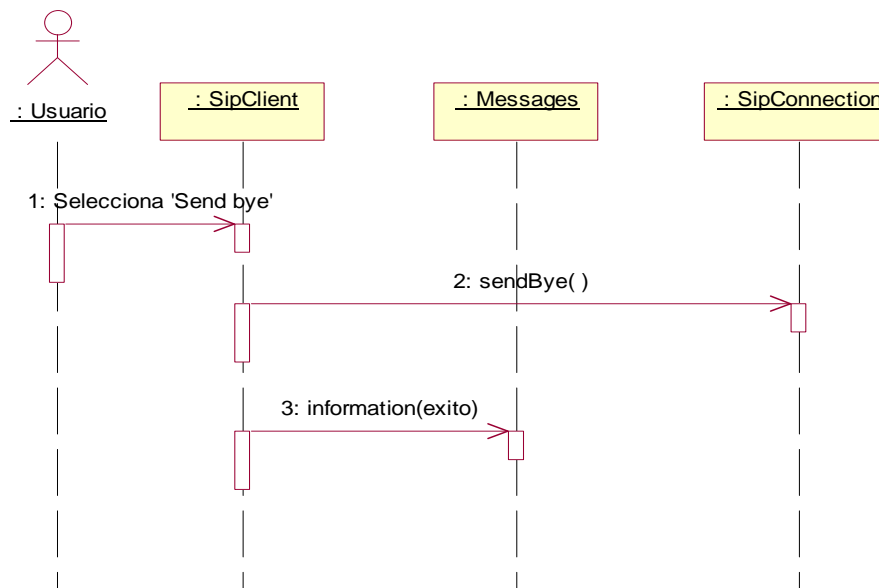 : Usuario
: SipClient
: Messages
: SipConnection
1: Selecciona 'Send bye'
2: sendBye( )
3: information(exito)